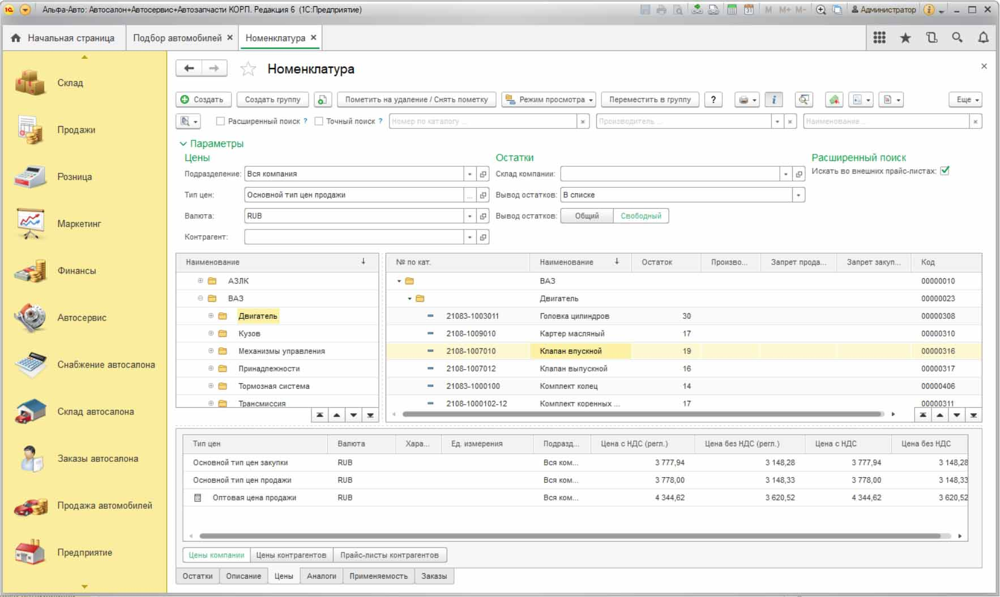 Альфа-Авто: Автосалон+Автосервис+Автозапчасти КОРП. Редакция 6 (1С:Предприятие)
M M+ M- Администратор
Начальная страница Подбор автомобилей × Номенклатура ×
Склад
Продажи
Розница
Маркетинг
Финансы
Автосервис
Снабжение автосалона
Склад автосалона
Заказы автосалона
Продажа автомобилей
Предприятие
Номенклатура
Создать Создать группу Пометить на удаление / Снять пометку Режим просмотра Переместить в группу ? i Еще
Расширенный поиск ? Точный поиск ? Номер по каталогу ... × Производитель ... × Наименование ... ×
Параметры
Цены Остатки Расширенный поиск
Подразделение: Вся компания Склад компании: Искать во внешних прайс-листах:
Тип цен: Основной тип цен продажи ... Вывод остатков: В списке
Валюта: RUB Вывод остатков: Общий Свободный
Контрагент:
Наименование ↓
АЗЛК
ВАЗ
Двигатель
Кузов
Механизмы управления
Принадлежности
Тормозная система
Трансмиссия
№ по кат. Наименование ↓ Остаток Произво... Запрет прода... Запрет закуп... Код
ВАЗ 00000010
Двигатель 00000023
21083-1003011 Головка цилиндров 30 00000308
2108-1009010 Картер масляный 17 00000310
2108-1007010 Клапан впускной 19 00000316
2108-1007012 Клапан выпускной 16 00000317
21083-1000100 Комплект колец 14 00000406
2108-1000102-12 Комплект коренных ... 17 00000311
Тип цен Валюта Хара... Ед. измерения Подразд... Цена с НДС (регл.) Цена без НДС (регл.) Цена с НДС Цена без НДС
Основной тип цен закупки RUB Вся ком... 3 777,94 3 148,28 3 777,94 3 148,28
Основной тип цен продажи RUB Вся ком... 3 778,00 3 148,33 3 778,00 3 148,33
Оптовая цена продажи RUB Вся ком... 4 344,62 3 620,52 4 344,62 3 620,52
Цены компании Цены контрагентов Прайс-листы контрагентов
Остатки Описание Цены Аналоги Применяемость Заказы